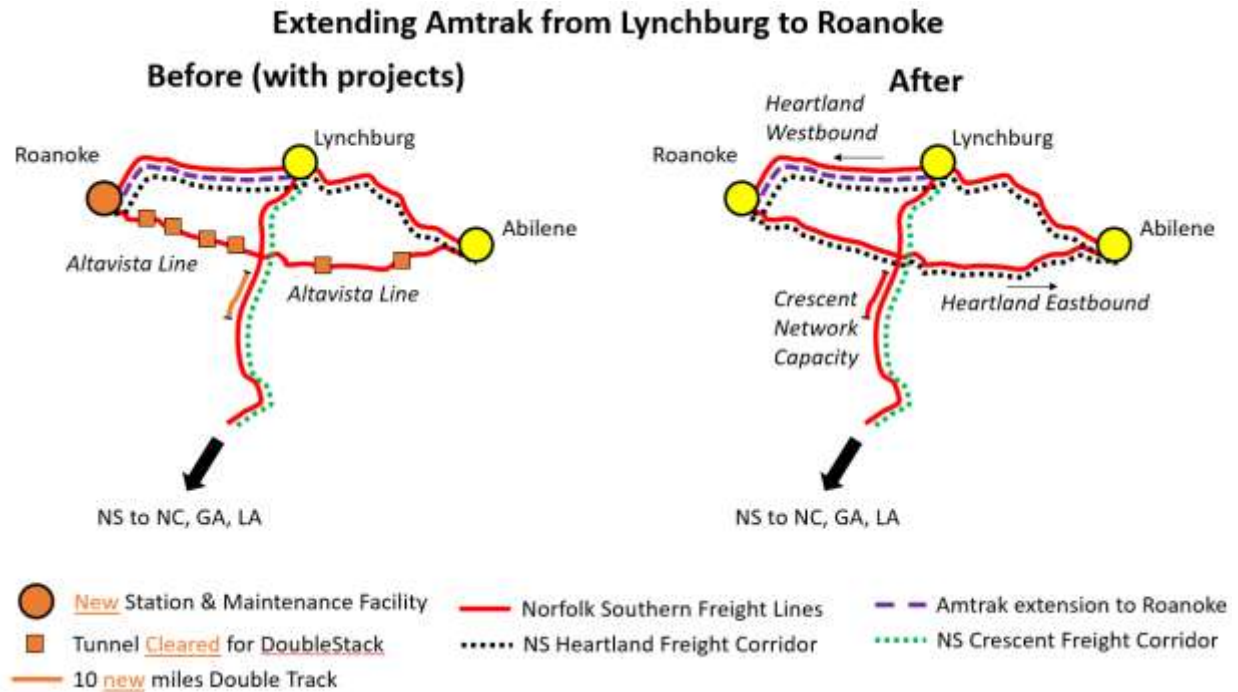 Extending Amtrak from Lynchburg to Roanoke
Before (with projects)
Roanoke
Lynchburg
Abilene
Altavista Line
Altavista Line
NS to NC, GA, LA
After
Heartland
Westbound
Roanoke
Lynchburg
Abilene
Crescent
Network
Capacity
Heartland Eastbound
NS to NC, GA, LA
New Station & Maintenance Facility
Tunnel Cleared for DoubleStack
10 new miles Double Track
Norfolk Southern Freight Lines
NS Heartland Freight Corridor
Amtrak extension to Roanoke
NS Crescent Freight Corridor